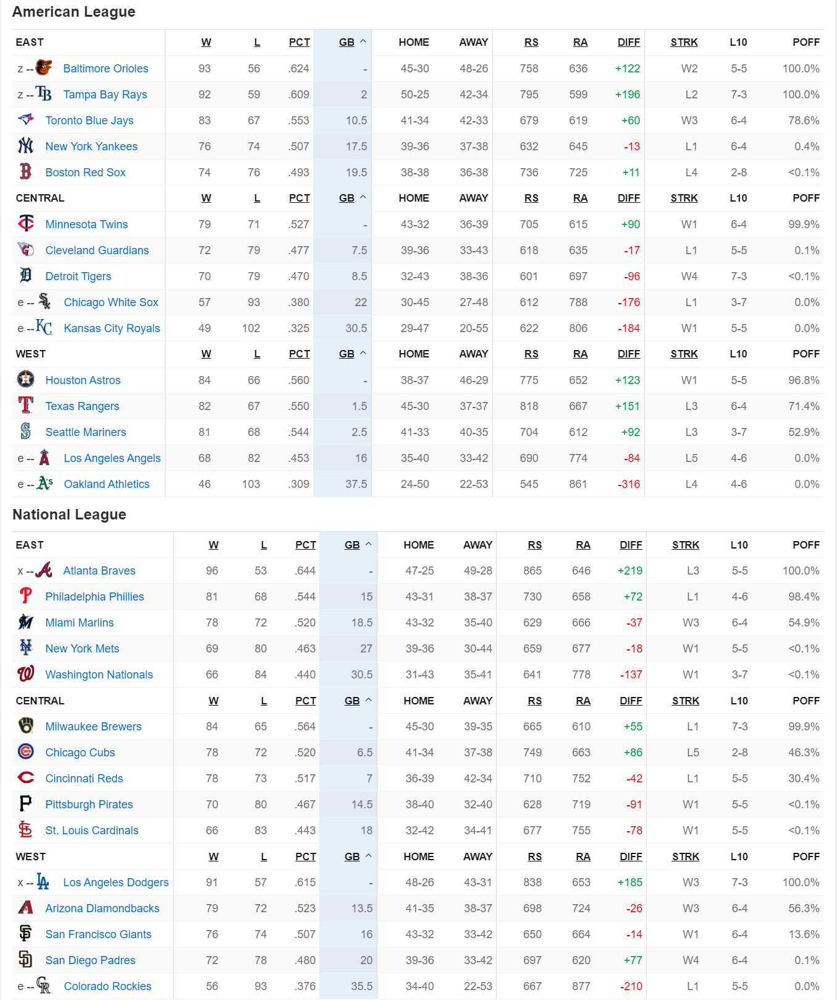 American League
EAST W L PCT GB HOME AWAY RS RA DIFF STRK L10 POFF
z -- Baltimore Orioles 93 56 .624 - 45-30 48-26 758 636 +122 W2 5-5 100.0%
z -- Tampa Bay Rays 92 59 .609 2 50-25 42-34 795 599 +196 L2 7-3 100.0%
Toronto Blue Jays 83 67 .553 10.5 41-34 42-33 679 619 +60 W3 6-4 78.6%
New York Yankees 76 74 .507 17.5 39-36 37-38 632 645 -13 L1 6-4 0.4%
Boston Red Sox 74 76 .493 19.5 38-38 36-38 736 725 +11 L4 2-8 <0.1%
CENTRAL W L PCT GB HOME AWAY RS RA DIFF STRK L10 POFF
Minnesota Twins 79 71 .527 - 43-32 36-39 705 615 +90 W1 6-4 99.9%
Cleveland Guardians 72 79 .477 7.5 39-36 33-43 618 635 -17 L1 5-5 0.1%
Detroit Tigers 70 79 .470 8.5 32-43 38-36 601 697 -96 W4 7-3 <0.1%
e -- Chicago White Sox 57 93 .380 22 30-45 27-48 612 788 -176 L1 3-7 0.0%
e -- Kansas City Royals 49 102 .325 30.5 29-47 20-55 622 806 -184 W1 5-5 0.0%
WEST W L PCT GB HOME AWAY RS RA DIFF STRK L10 POFF
Houston Astros 84 66 .560 - 38-37 46-29 775 652 +123 W1 5-5 96.8%
Texas Rangers 82 67 .550 1.5 45-30 37-37 818 667 +151 L3 6-4 71.4%
Seattle Mariners 81 68 .544 2.5 41-33 40-35 704 612 +92 L3 3-7 52.9%
e -- Los Angeles Angels 68 82 .453 16 35-40 33-42 690 774 -84 L5 4-6 0.0%
e -- Oakland Athletics 46 103 .309 37.5 24-50 22-53 545 861 -316 L4 4-6 0.0%
National League
EAST W L PCT GB HOME AWAY RS RA DIFF STRK L10 POFF
x -- Atlanta Braves 96 53 .644 - 47-25 49-28 865 646 +219 L3 5-5 100.0%
Philadelphia Phillies 81 68 .544 15 43-31 38-37 730 658 +72 L1 4-6 98.4%
Miami Marlins 78 72 .520 18.5 43-32 35-40 629 666 -37 W3 6-4 54.9%
New York Mets 69 80 .463 27 39-36 30-44 659 677 -18 W1 5-5 <0.1%
Washington Nationals 66 84 .440 30.5 31-43 35-41 641 778 -137 W1 3-7 <0.1%
CENTRAL W L PCT GB HOME AWAY RS RA DIFF STRK L10 POFF
Milwaukee Brewers 84 65 .564 - 45-30 39-35 665 610 +55 L1 7-3 99.9%
Chicago Cubs 78 72 .520 6.5 41-34 37-38 749 663 +86 L5 2-8 46.3%
Cincinnati Reds 78 73 .517 7 36-39 42-34 710 752 -42 L1 5-5 30.4%
Pittsburgh Pirates 70 80 .467 14.5 38-40 32-40 628 719 -91 W1 5-5 <0.1%
St. Louis Cardinals 66 83 .443 18 32-42 34-41 677 755 -78 W1 5-5 <0.1%
WEST W L PCT GB HOME AWAY RS RA DIFF STRK L10 POFF
x -- Los Angeles Dodgers 91 57 .615 - 48-26 43-31 838 653 +185 W3 7-3 100.0%
Arizona Diamondbacks 79 72 .523 13.5 41-35 38-37 698 724 -26 W3 6-4 56.3%
San Francisco Giants 76 74 .507 16 43-32 33-42 650 664 -14 W1 6-4 13.6%
San Diego Padres 72 78 .480 20 39-36 33-42 697 620 +77 W4 6-4 0.1%
e -- Colorado Rockies 56 93 .376 35.5 34-40 22-53 667 877 -210 L1 5-5 0.0%